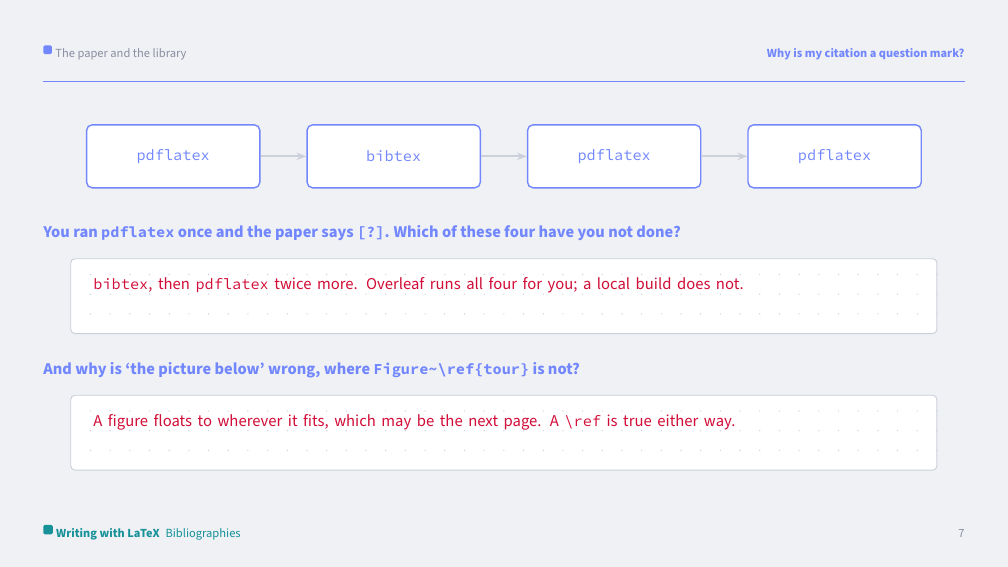 The paper and the library
Why is my citation a question mark?
pdflatex
bibtex
pdflatex
pdflatex
You ran pdflatex once and the paper says [?]. Which of these four have you not done?
bibtex, then pdflatex twice more. Overleaf runs all four for you; a local build does not.
And why is ‘the picture below’ wrong, where Figure~\ref{tour} is not?
A figure floats to wherever it fits, which may be the next page. A \ref is true either way.
Writing with LaTeX Bibliographies
7